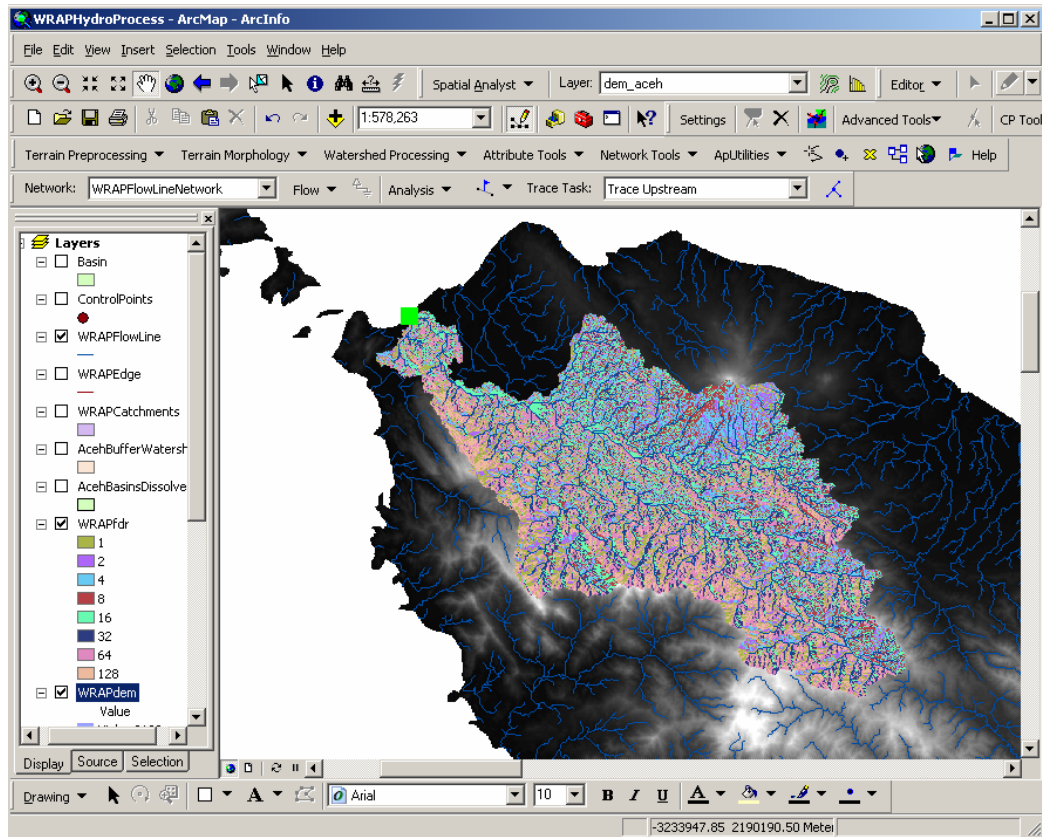 WRAPHydroProcess - ArcMap - ArcInfo
File Edit View Insert Selection Tools Window Help
Spatial Analyst Layer: dem_aceh Editor
1:578,263 Settings Advanced Tools CP Tool
Terrain Preprocessing Terrain Morphology Watershed Processing Attribute Tools Network Tools ApUtilities Help
Network: WRAPFlowLineNetwork Flow Analysis Trace Task: Trace Upstream
Layers
Basin
ControlPoints
WRAPFlowLine
WRAPEdge
WRAPCatchments
AcehBufferWatersh
AcehBasinsDissolve
WRAPfdr
1
2
4
8
16
32
64
128
WRAPdem
Value
Display Source Selection
Drawing A Arial 10 B I U A
-3233947.85 2190190.50 Meter